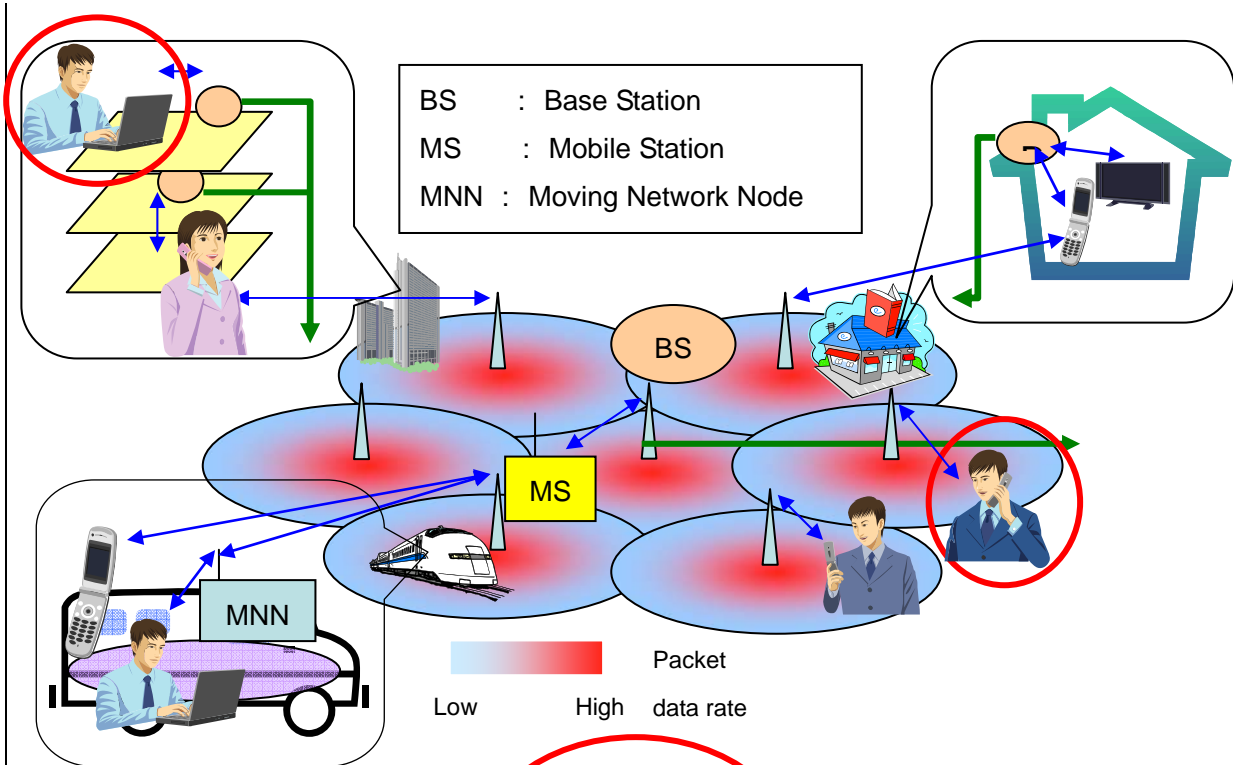 BS : Base Station
MS : Mobile Station
MNN : Moving Network Node
BS
MS
MNN
Packet
Low High data rate